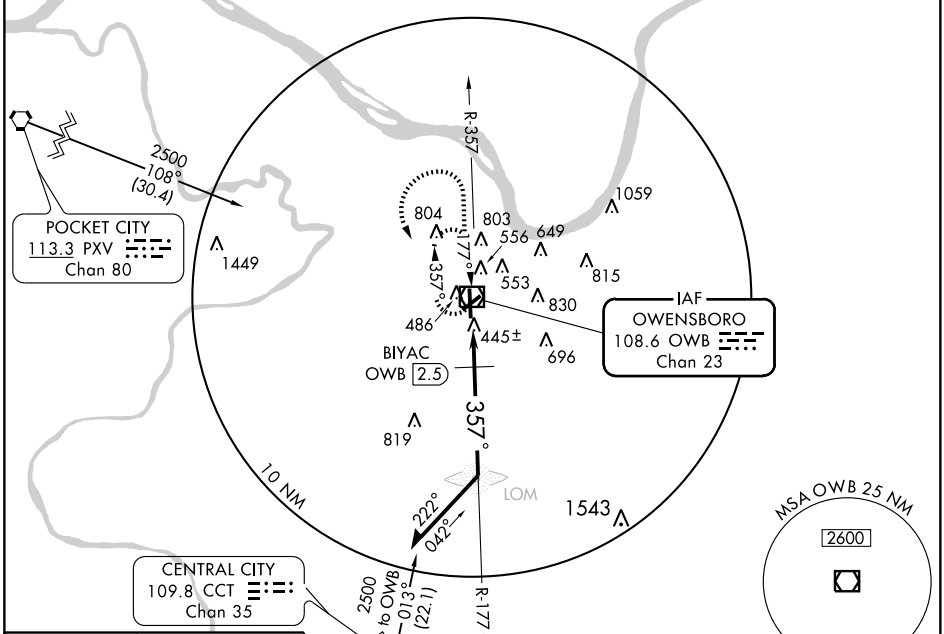 R-357
2500
108°
(30.4)
POCKET CITY
113.3 PXV
Chan 80
1449
804
803
1059
556
649
553
815
177°
357°
830
486
445±
696
IAF
OWENSBORO
108.6 OWB
Chan 23
BIYAC
OWB 2.5
357°
819
10 NM
LOM
1543
222°
042°
MSA OWB 25 NM
2600
CENTRAL CITY
109.8 CCT
Chan 35
2500
to OWB
013°
(22.1)
R-177